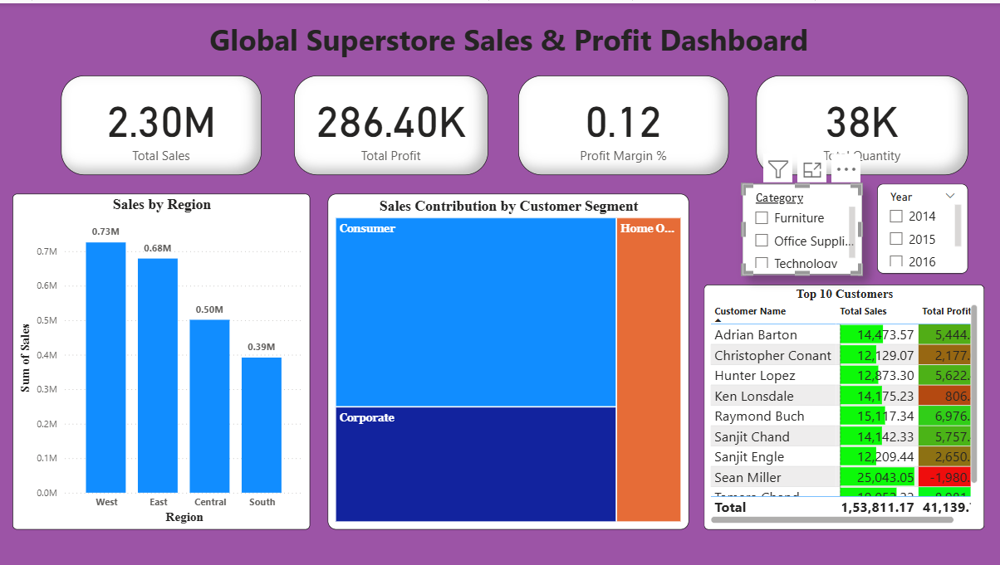 Global Superstore Sales & Profit Dashboard
2.30M
Total Sales
286.40K
Total Profit
0.12
Profit Margin %
38K
Total Quantity
Sales by Region
Sum of Sales
0.7M
0.6M
0.5M
0.4M
0.3M
0.2M
0.1M
0.0M
0.73M
0.68M
0.50M
0.39M
West East Central South
Region
Sales Contribution by Customer Segment
Consumer
Home O...
Corporate
Category
Furniture
Office Suppli...
Technology
Year
2014
2015
2016
Top 10 Customers
Customer Name Total Sales Total Profit
Adrian Barton 14,473.57 5,444.
Christopher Conant 12,129.07 2,177.
Hunter Lopez 12,873.30 5,622.
Ken Lonsdale 14,175.23 806.
Raymond Buch 15,117.34 6,976.
Sanjit Chand 14,142.33 5,757.
Sanjit Engle 12,209.44 2,650.
Sean Miller 25,043.05 -1,980.
Total 1,53,811.17 41,139.